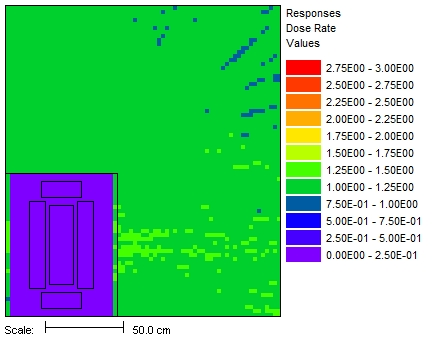 Responses
Dose Rate
Values
2.75E00 - 3.00E00
2.50E00 - 2.75E00
2.25E00 - 2.50E00
2.00E00 - 2.25E00
1.75E00 - 2.00E00
1.50E00 - 1.75E00
1.25E00 - 1.50E00
1.00E00 - 1.25E00
7.50E-01 - 1.00E00
5.00E-01 - 7.50E-01
2.50E-01 - 5.00E-01
0.00E00 - 2.50E-01
Scale: 50.0 cm